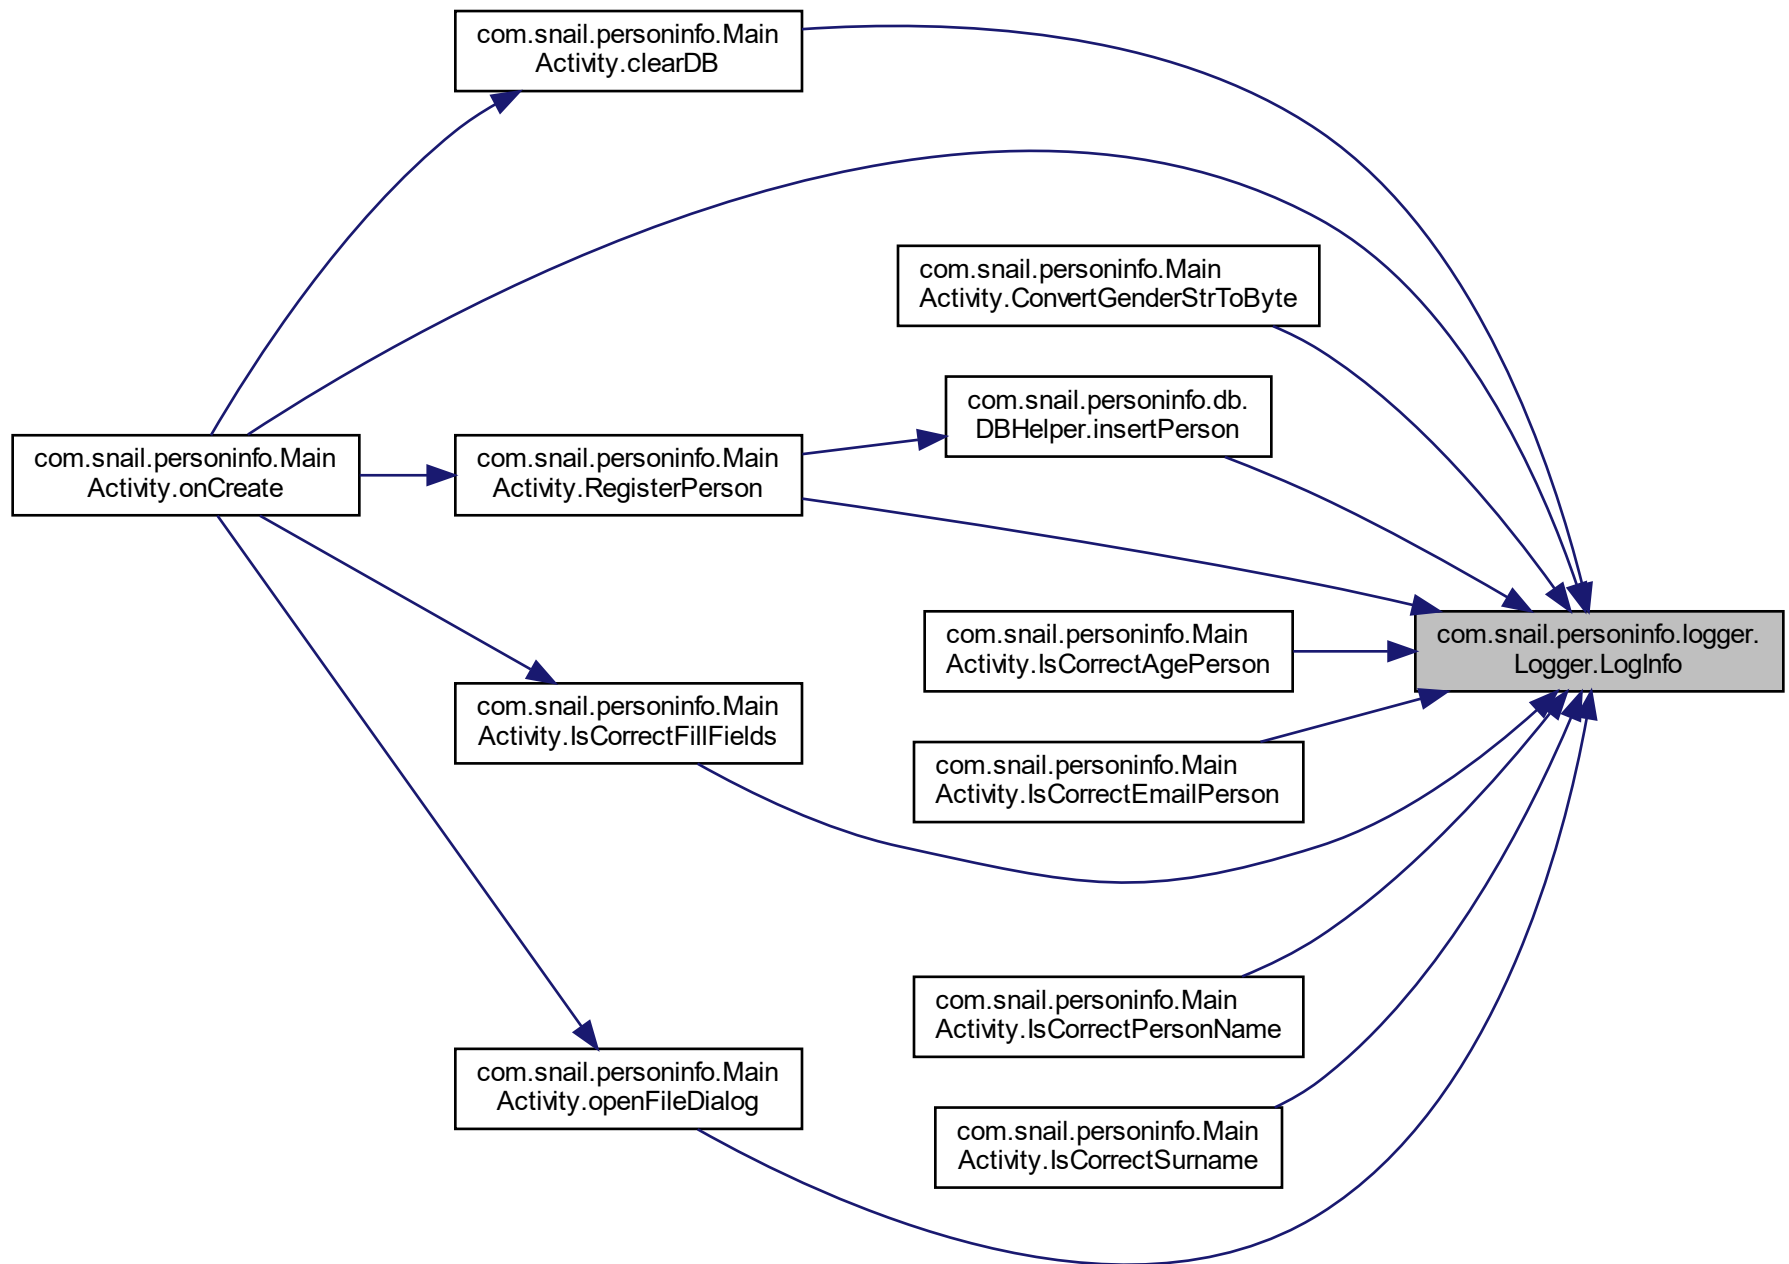 com.snail.personinfo.Main
Activity.clearDB
com.snail.personinfo.Main
Activity.ConvertGenderStrToByte
com.snail.personinfo.db.
DBHelper.insertPerson
com.snail.personinfo.Main
Activity.onCreate
com.snail.personinfo.Main
Activity.RegisterPerson
com.snail.personinfo.Main
Activity.IsCorrectAgePerson
com.snail.personinfo.logger.
Logger.LogInfo
com.snail.personinfo.Main
Activity.IsCorrectFillFields
com.snail.personinfo.Main
Activity.IsCorrectEmailPerson
com.snail.personinfo.Main
Activity.IsCorrectPersonName
com.snail.personinfo.Main
Activity.openFileDialog
com.snail.personinfo.Main
Activity.IsCorrectSurname